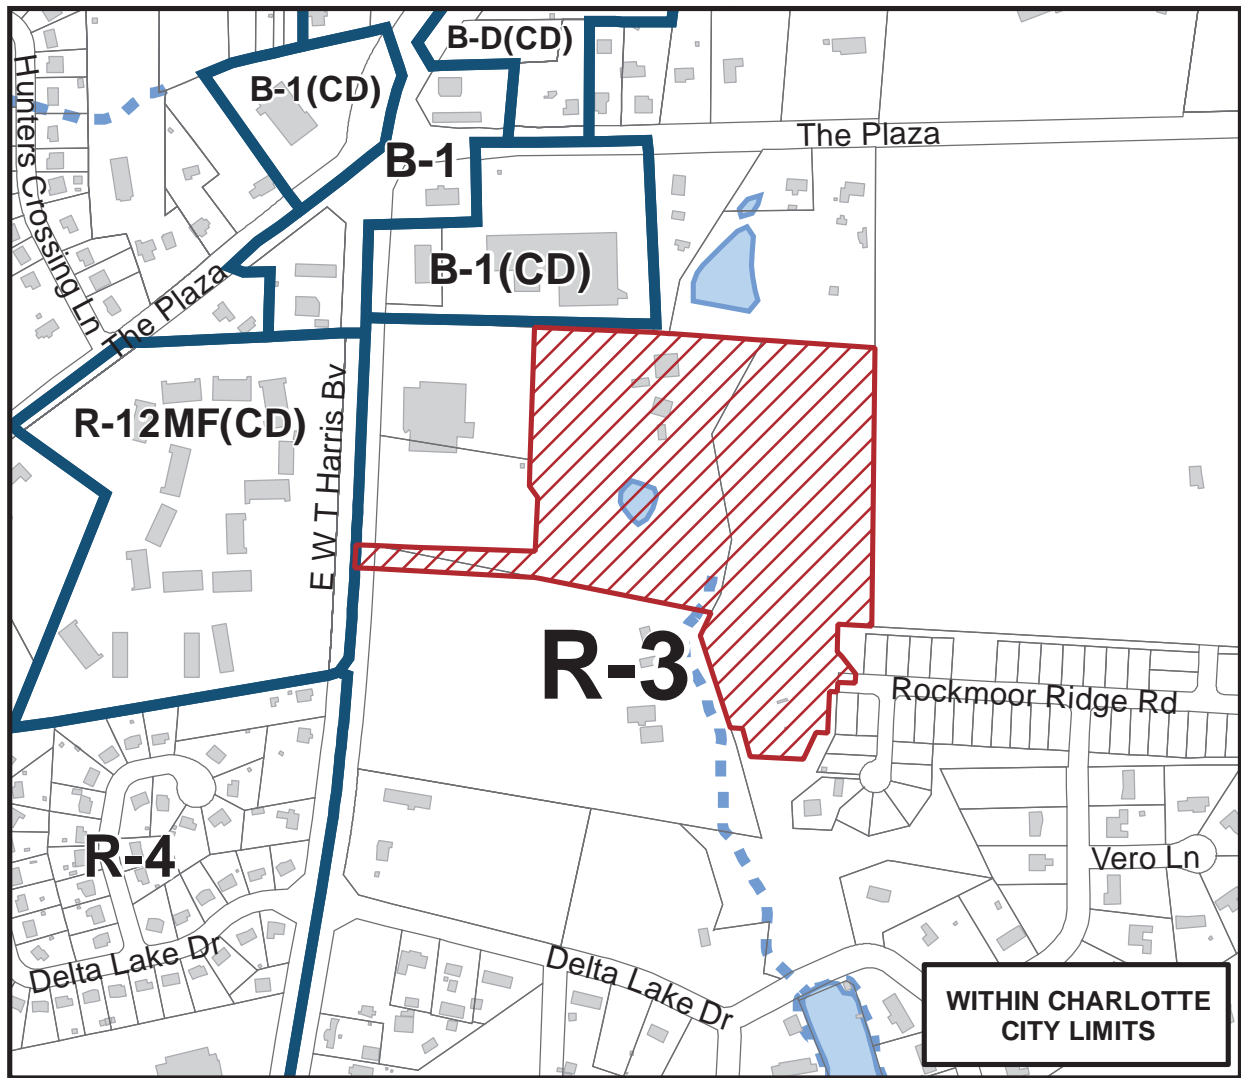 B-D(CD)
B-1(CD)
Hunters Crossing Ln
The Plaza
B-1
B-1(CD)
The Plaza
R-12MF(CD)
E W T Harris Bv
R-3
Rockmoor Ridge Rd
R-4
Vero Ln
Delta Lake Dr
Delta Lake Dr
WITHIN CHARLOTTE
CITY LIMITS